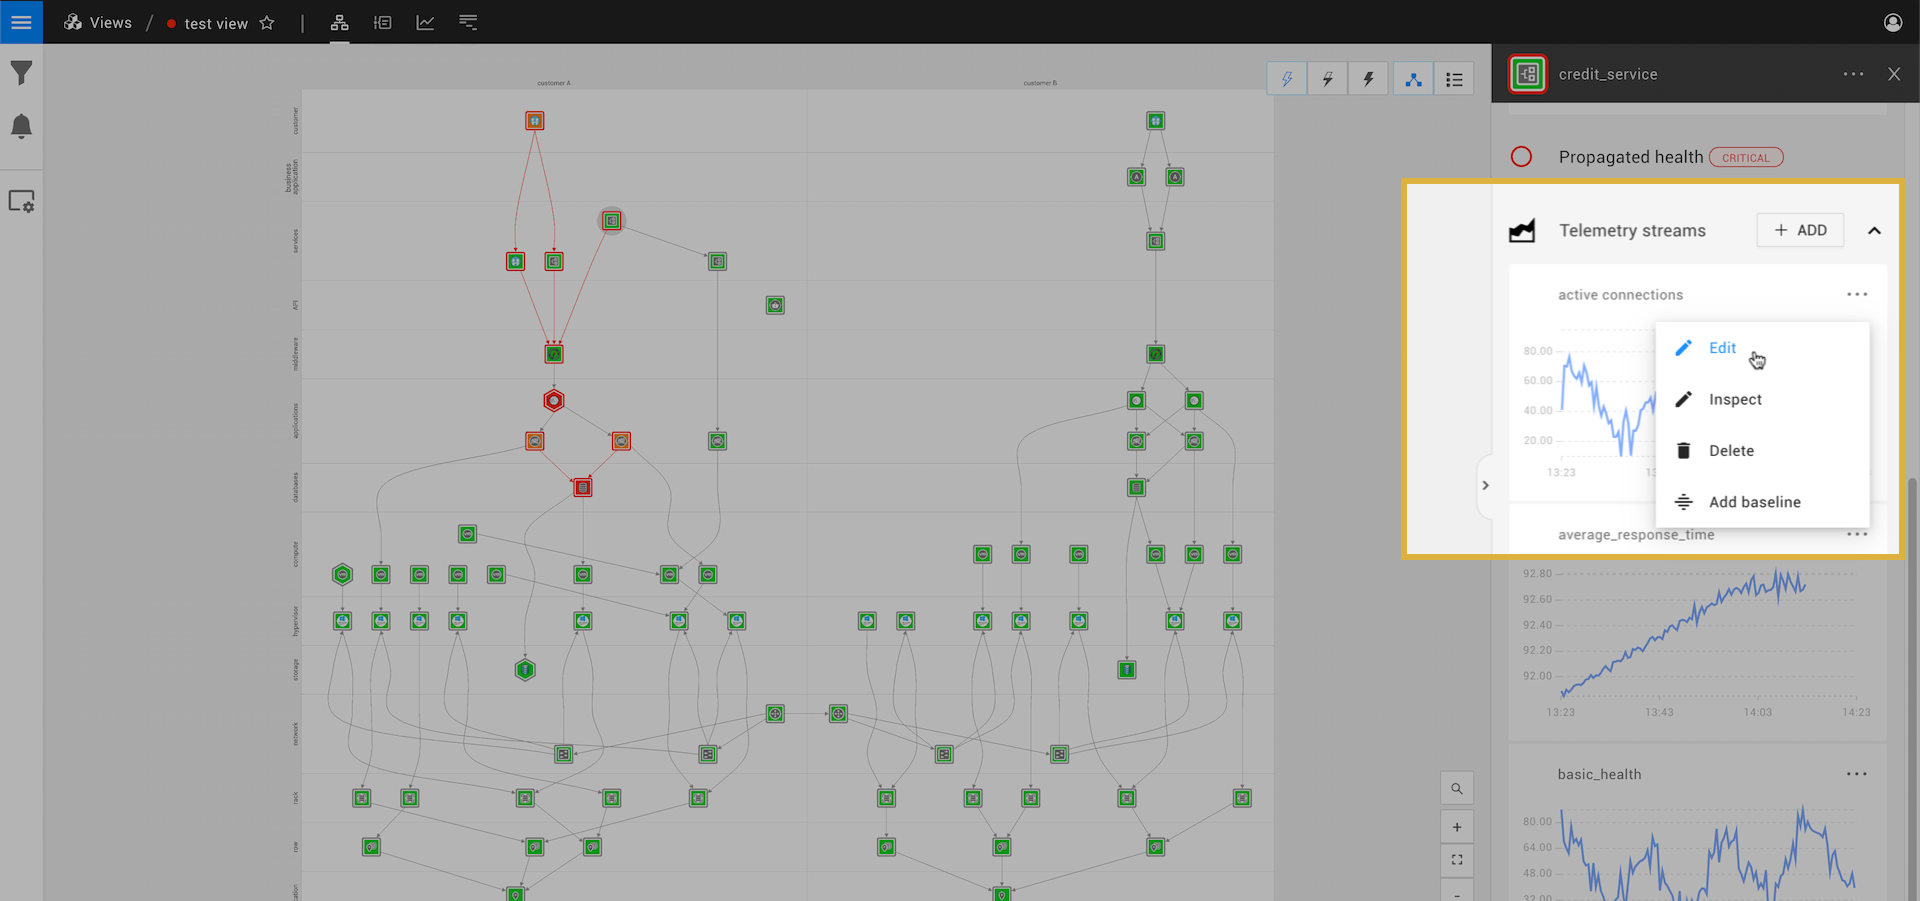 Views / test view
credit_service
customer A
customer B
customer
business application
services
API
middleware
applications
databases
compute
hypervisor
storage
network
rack
row
Propagated health CRITICAL
Telemetry streams + ADD
active connections
80.00
60.00
40.00
20.00
13:23
Edit
Inspect
Delete
Add baseline
average_response_time
92.80
92.60
92.40
92.20
92.00
13:23 13:43 14:03 14:23
basic_health
80.00
64.00
48.00
32.00